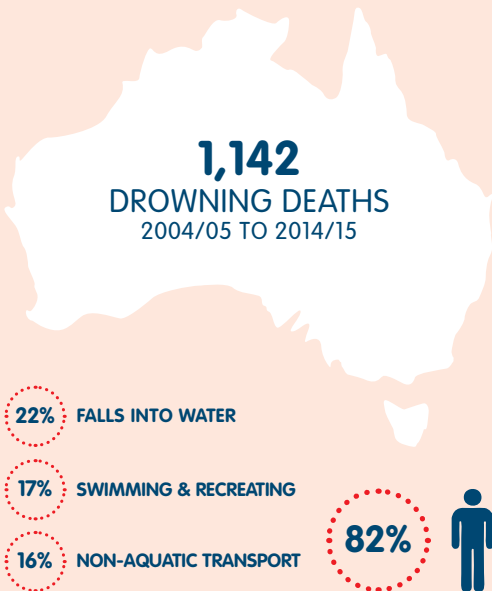 1,142
DROWNING DEATHS
2004/05 TO 2014/15
22% FALLS INTO WATER
17% SWIMMING & RECREATING
16% NON-AQUATIC TRANSPORT
82%